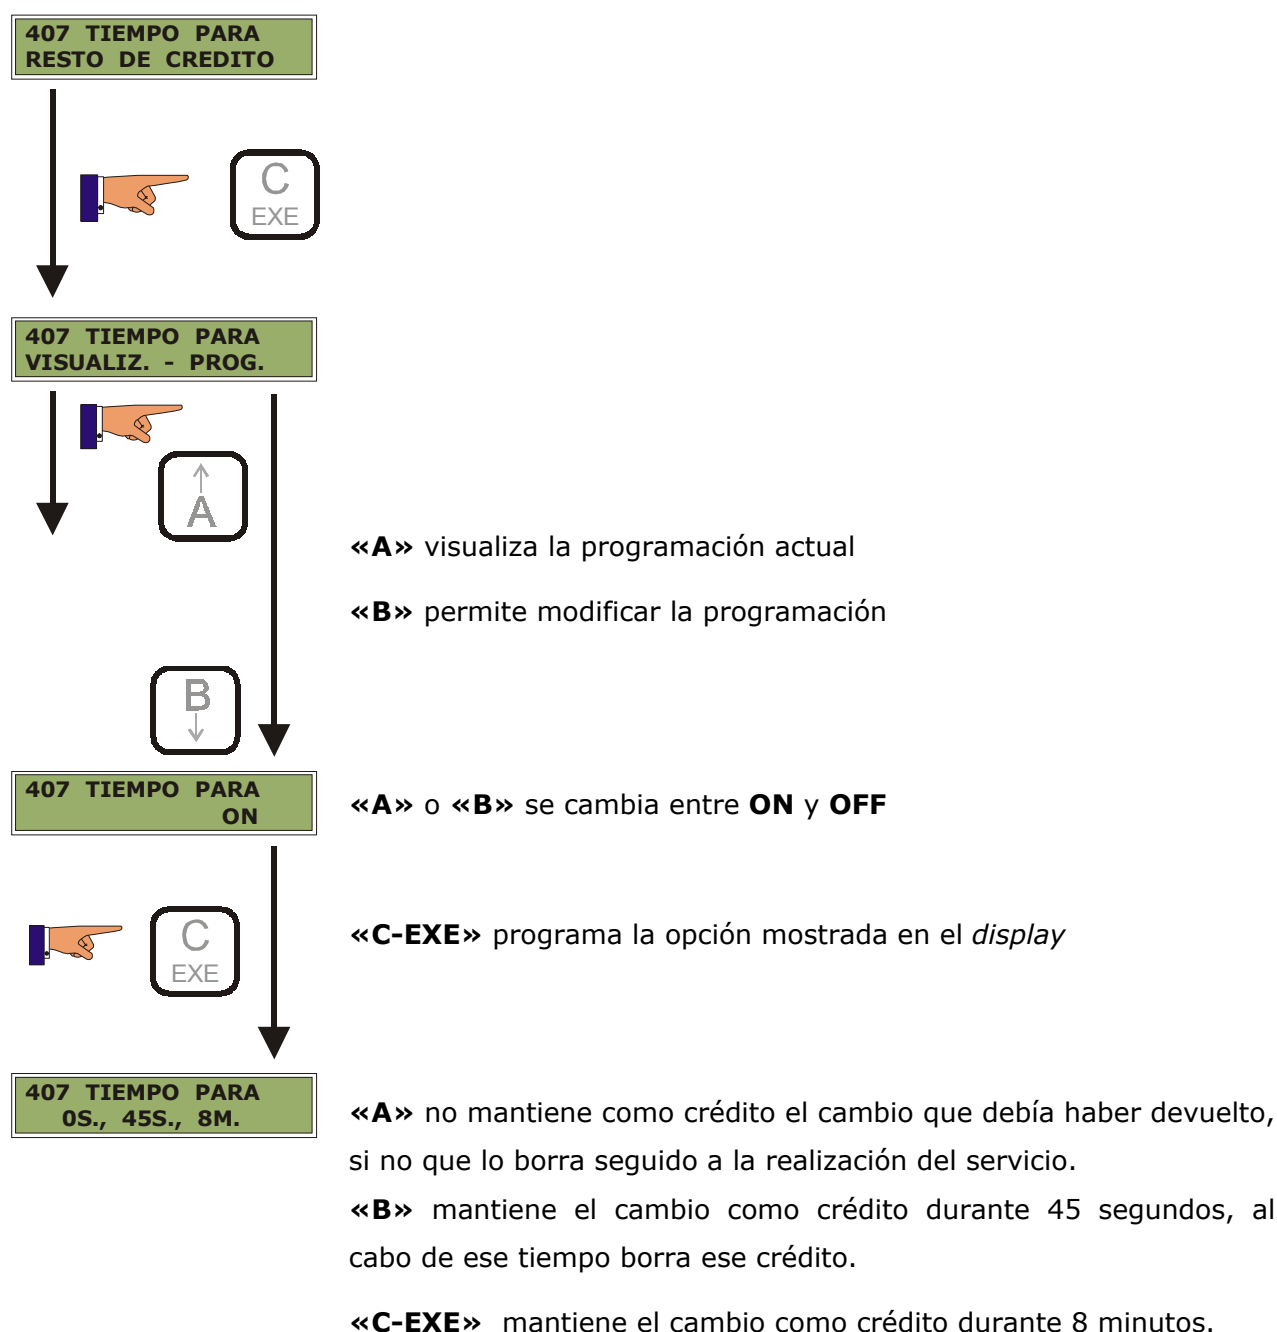 407 TIEMPO PARA
RESTO DE CREDITO
C
EXE
407 TIEMPO PARA
VISUALIZ. - PROG.
A
«A» visualiza la programación actual
«B» permite modificar la programación
B
407 TIEMPO PARA
ON
«A» o «B» se cambia entre ON y OFF
C
EXE
«C-EXE» programa la opción mostrada en el display
407 TIEMPO PARA
0S., 45S., 8M.
«A» no mantiene como crédito el cambio que debía haber devuelto,
si no que lo borra seguido a la realización del servicio.
«B» mantiene el cambio como crédito durante 45 segundos, al
cabo de ese tiempo borra ese crédito.
«C-EXE» mantiene el cambio como crédito durante 8 minutos.